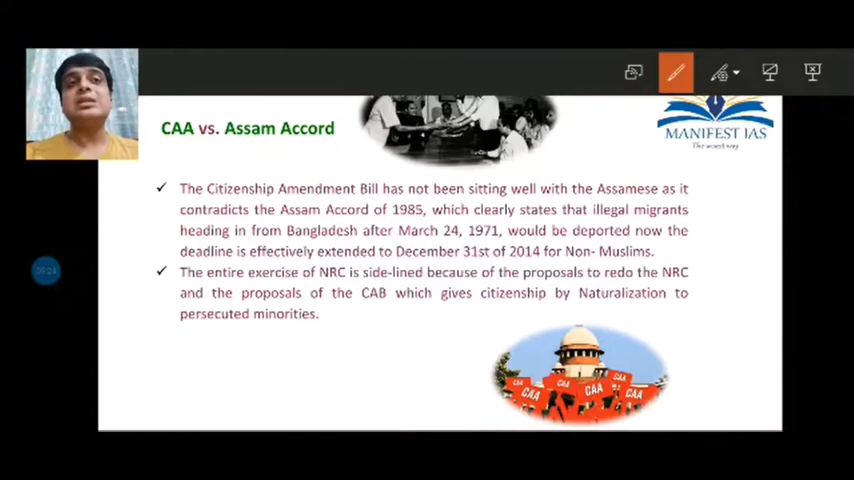 MANIFEST IAS
The wisest way
CAA vs. Assam Accord
The Citizenship Amendment Bill has not been sitting well with the Assamese as it
contradicts the Assam Accord of 1985, which clearly states that illegal migrants
heading in from Bangladesh after March 24, 1971, would be deported now the
deadline is effectively extended to December 31st of 2014 for Non- Muslims.
The entire exercise of NRC is side-lined because of the proposals to redo the NRC
and the proposals of the CAB which gives citizenship by Naturalization to
persecuted minorities.
CAA
CAA
CAA
CAA
CAA
CAA